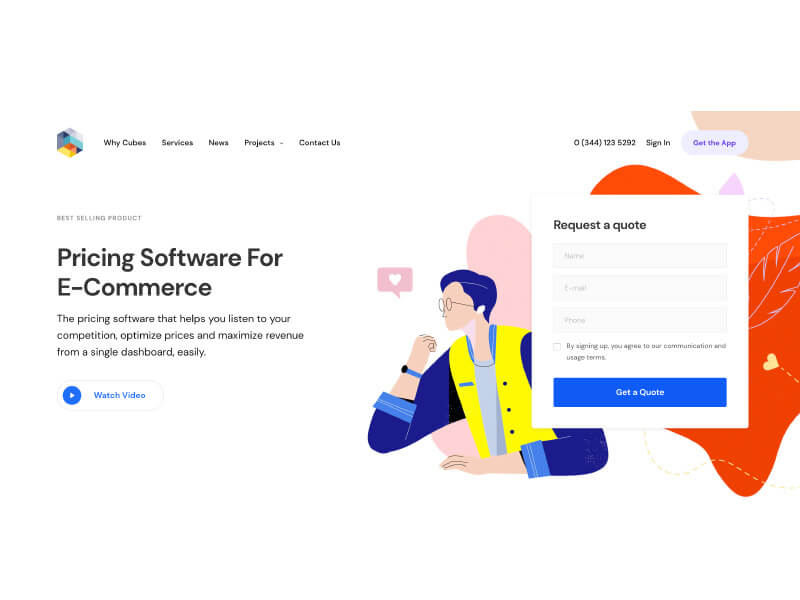 Why Cubes Services News Projects Contact Us 0 (344) 123 5292 Sign In Get the App
BEST SELLING PRODUCT
Pricing Software For
E-Commerce
The pricing software that helps you listen to your
competition, optimize prices and maximize revenue
from a single dashboard, easily.
Watch Video
Request a quote
Name
E-mail
Phone
By signing up, you agree to our communication and
usage terms.
Get a Quote